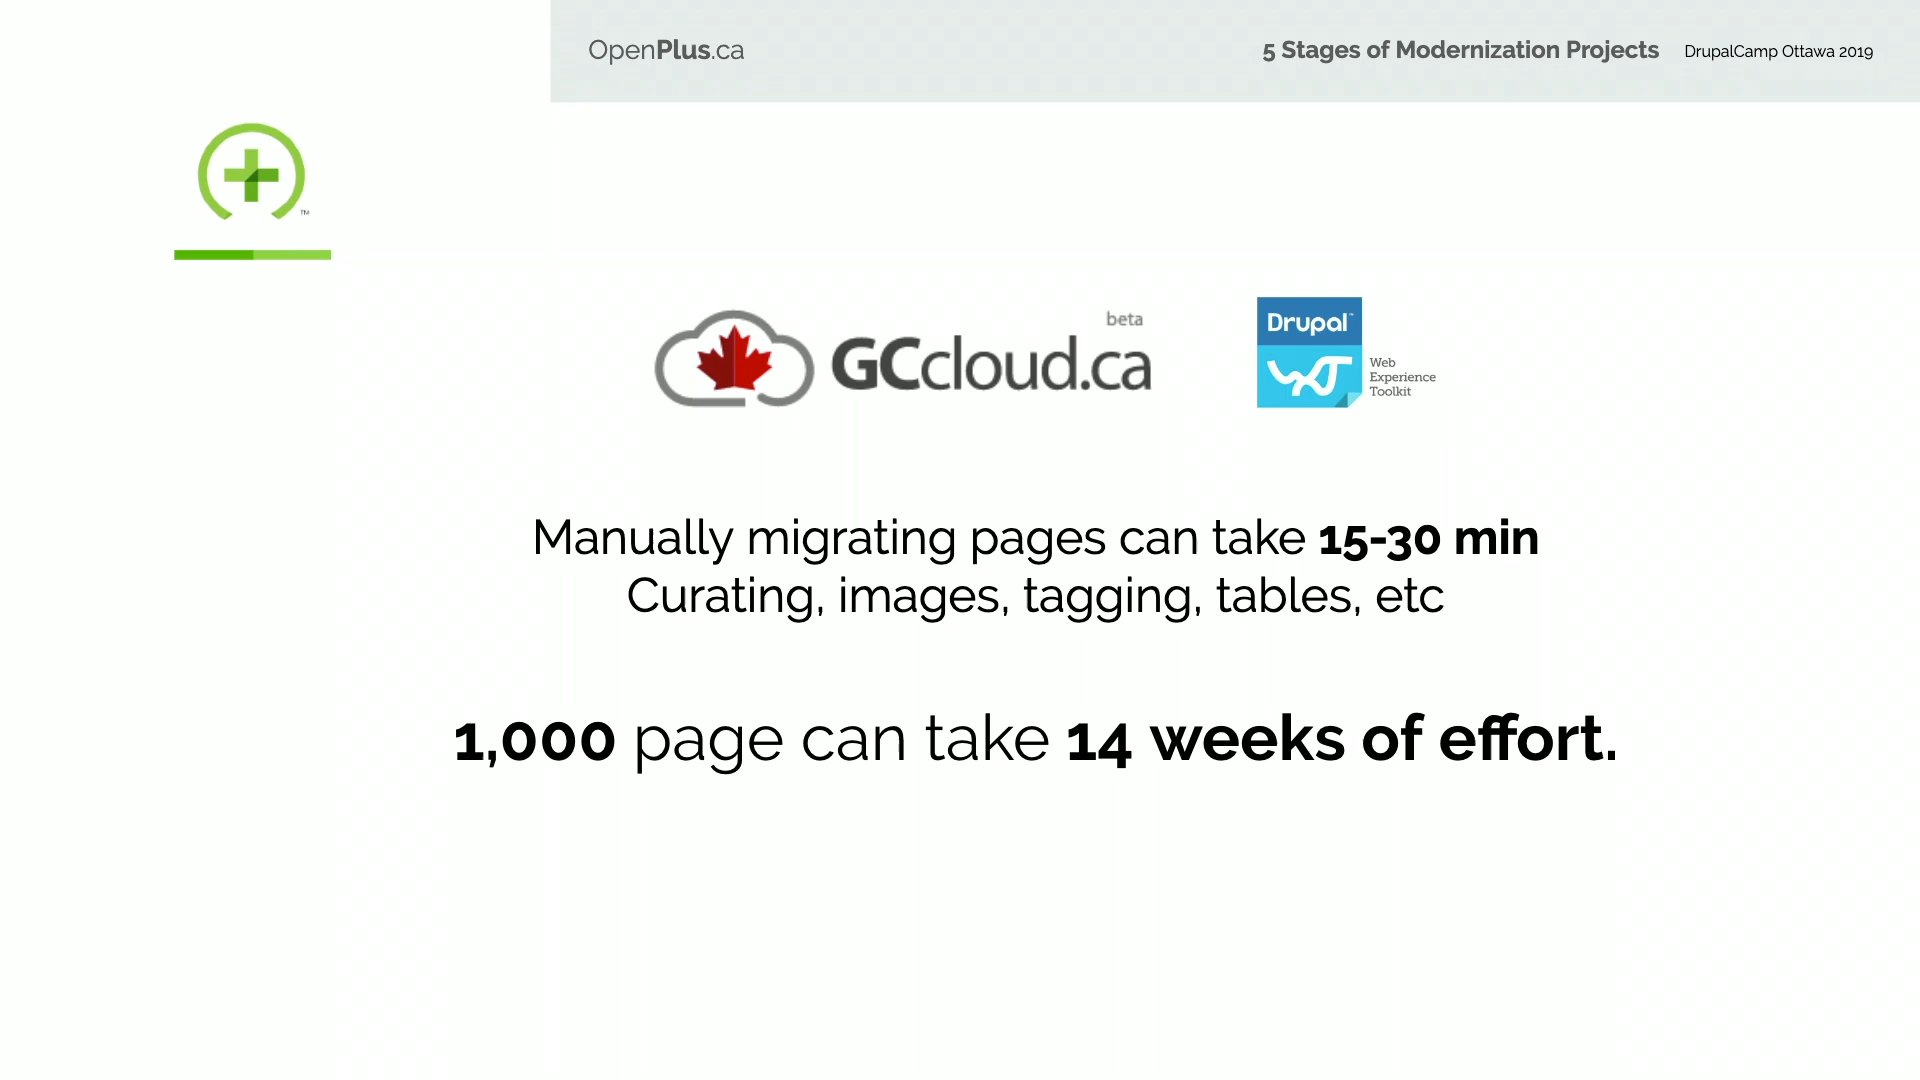 OpenPlus.ca
5 Stages of Modernization Projects DrupalCamp Ottawa 2019
TM
beta
GCcloud.ca
Drupal™
WxT
Web
Experience
Toolkit
Manually migrating pages can take 15-30 min
Curating, images, tagging, tables, etc
1,000 page can take 14 weeks of effort.